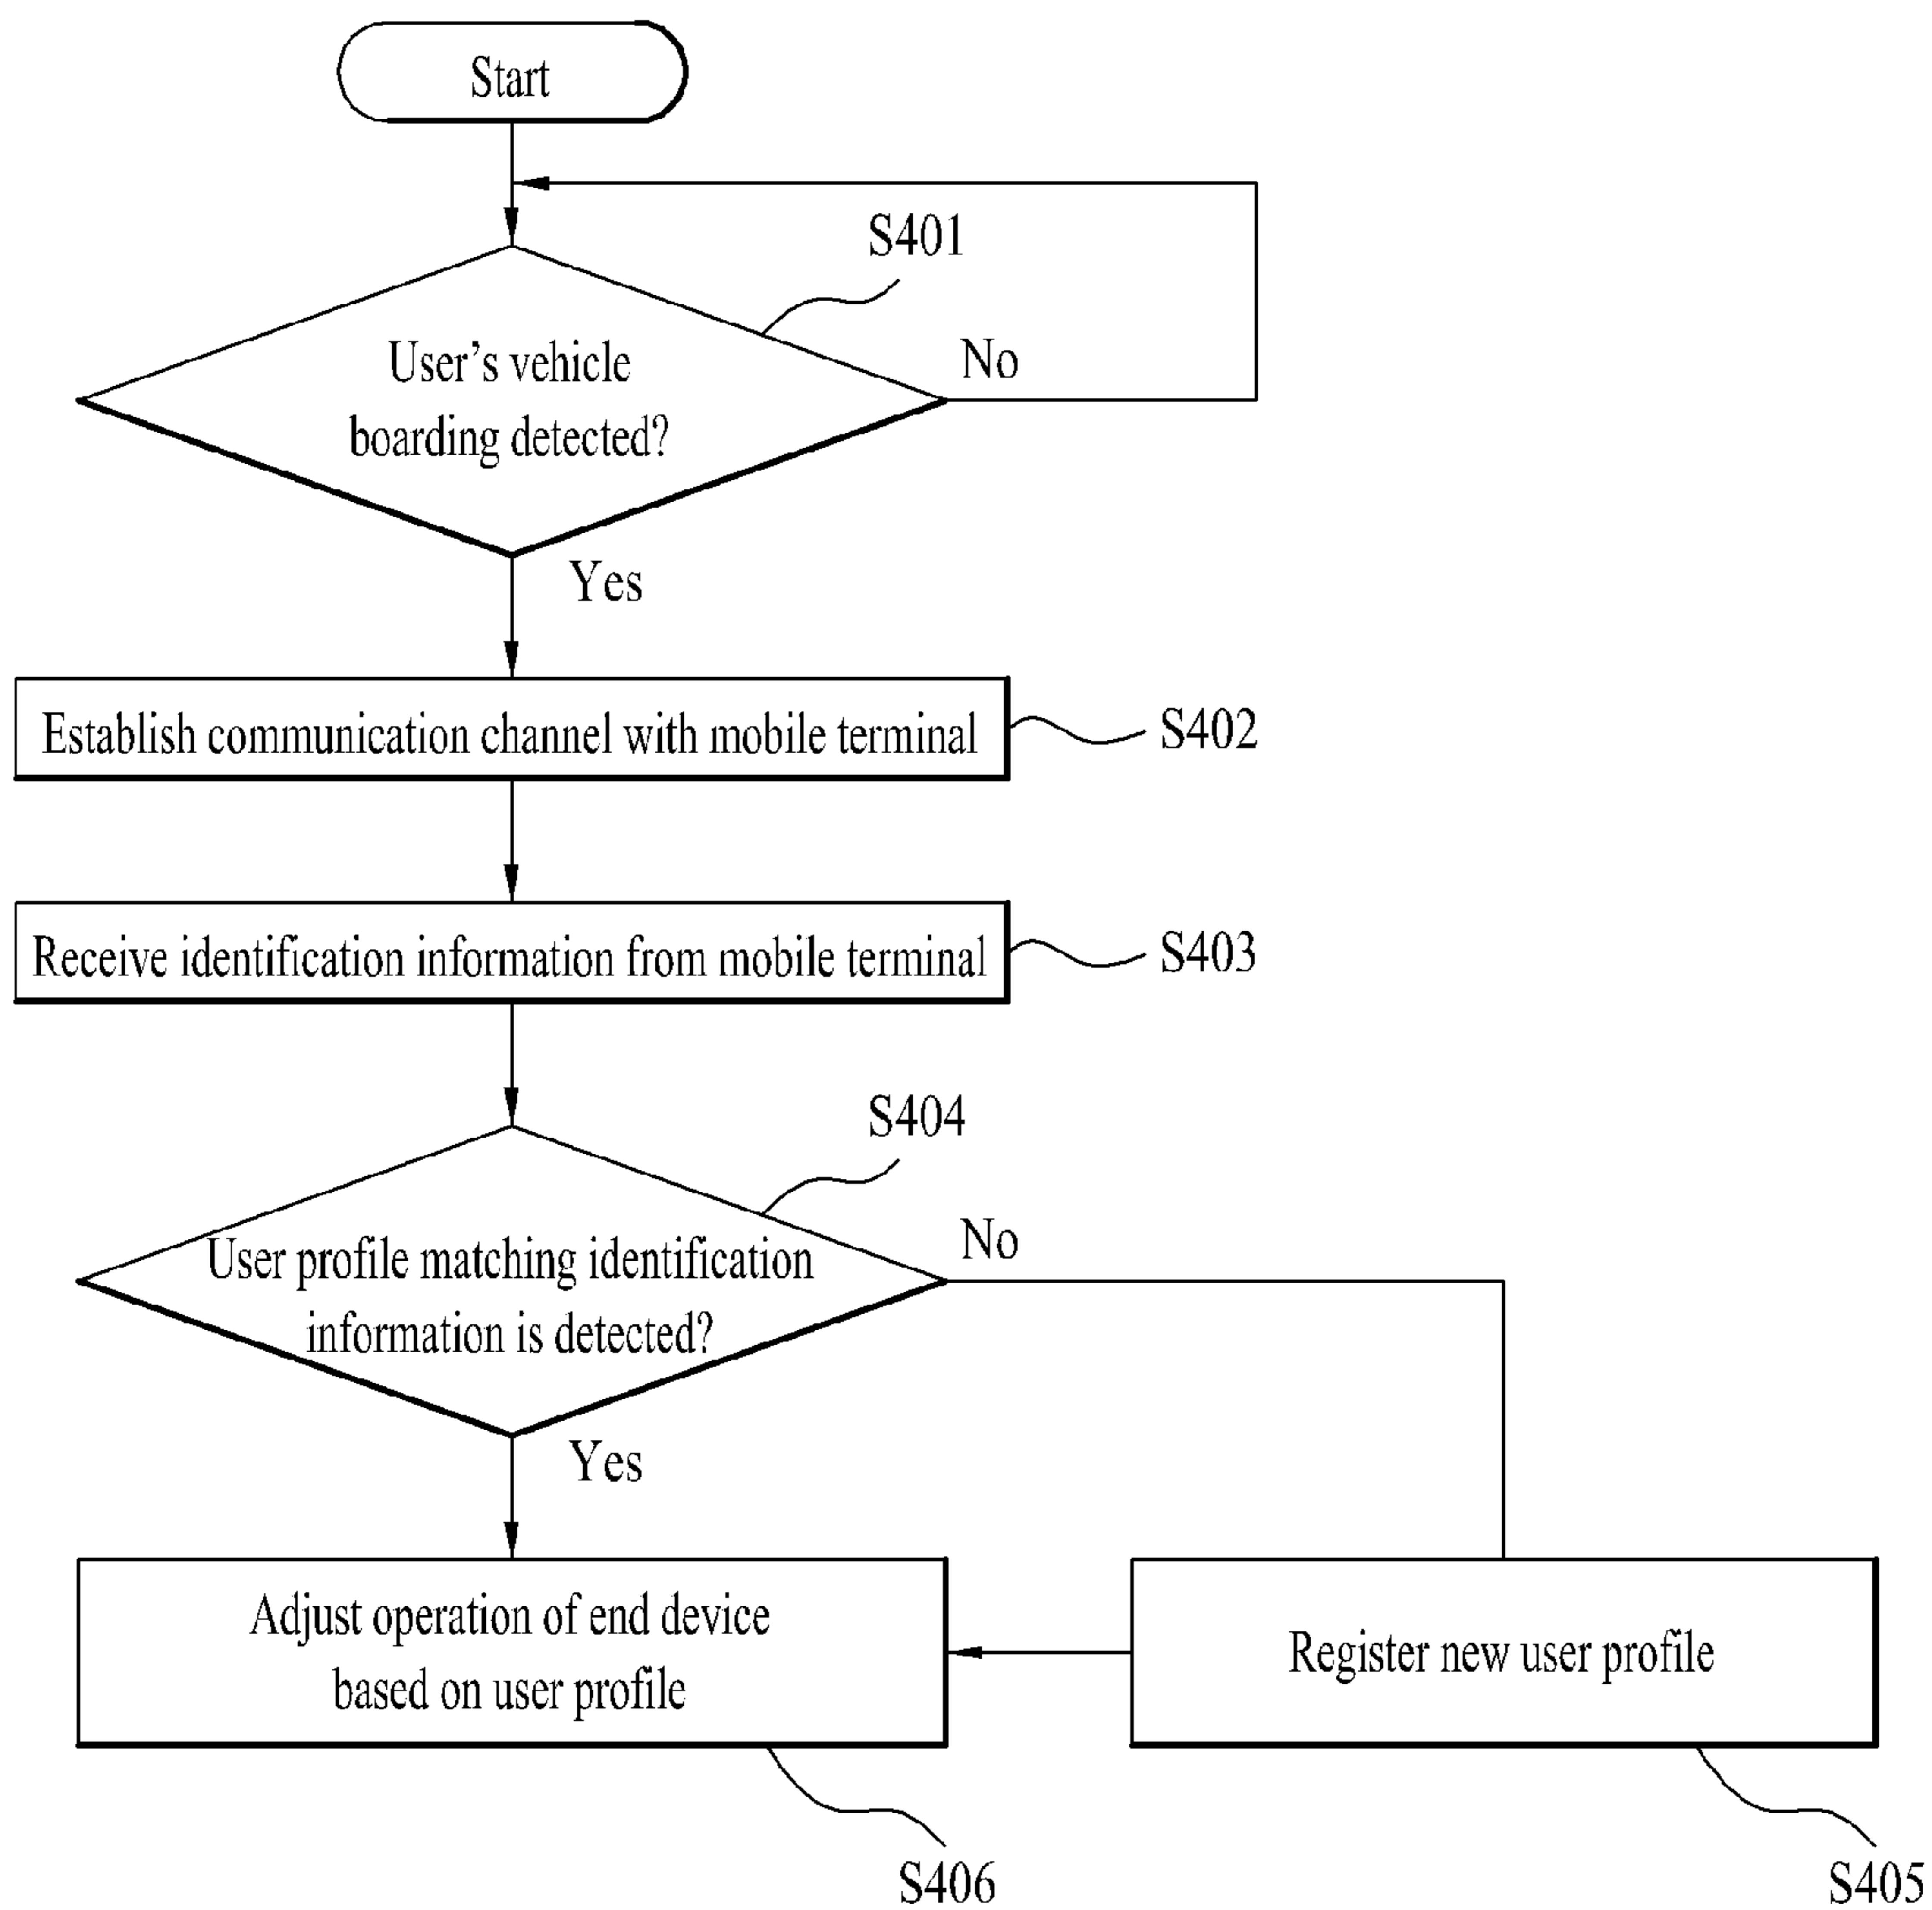 Start
S401
User's vehicle
boarding detected?
No
Yes
Establish communication channel with mobile terminal
S402
Receive identification information from mobile terminal
S403
S404
User profile matching identification
information is detected?
No
Yes
Adjust operation of end device
based on user profile
Register new user profile
S406
S405